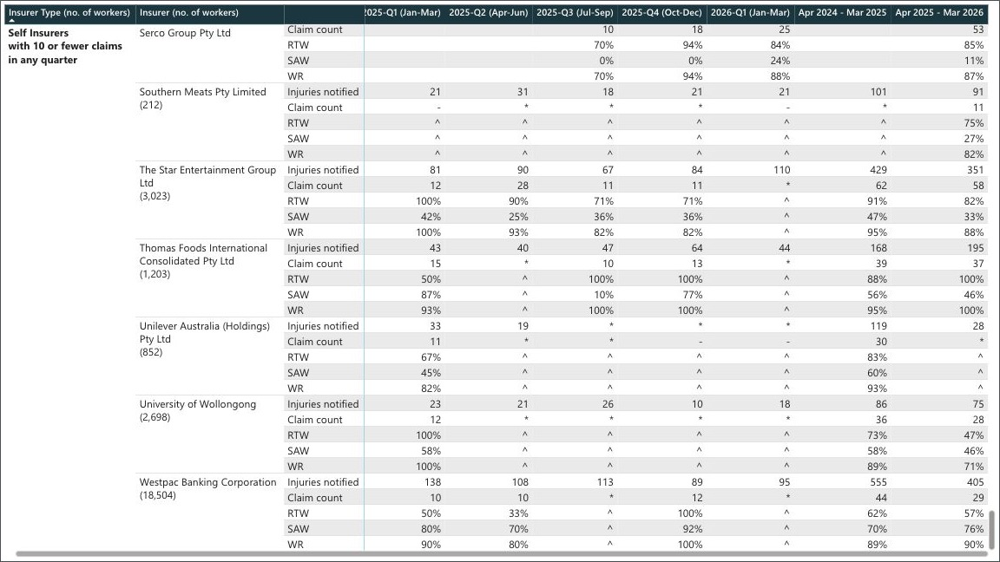 Insurer Type (no. of workers) Insurer (no. of workers) 2025-Q1 (Jan-Mar) 2025-Q2 (Apr-Jun) 2025-Q3 (Jul-Sep) 2025-Q4 (Oct-Dec) 2026-Q1 (Jan-Mar) Apr 2024 - Mar 2025 Apr 2025 - Mar 2026
Self Insurers
with 10 or fewer claims
in any quarter
Serco Group Pty Ltd
Claim count 10 18 25 53
RTW 70% 94% 84% 85%
SAW 0% 0% 24% 11%
WR 70% 94% 88% 87%
Southern Meats Pty Limited
(212)
Injuries notified 21 31 18 21 21 101 91
Claim count - * * * - * 11
RTW ^ ^ ^ ^ ^ ^ 75%
SAW ^ ^ ^ ^ ^ ^ 27%
WR ^ ^ ^ ^ ^ ^ 82%
The Star Entertainment Group
Ltd
(3,023)
Injuries notified 81 90 67 84 110 429 351
Claim count 12 28 11 11 * 62 58
RTW 100% 90% 71% 71% ^ 91% 82%
SAW 42% 25% 36% 36% ^ 47% 33%
WR 100% 93% 82% 82% ^ 95% 88%
Thomas Foods International
Consolidated Pty Ltd
(1,203)
Injuries notified 43 40 47 64 44 168 195
Claim count 15 * 10 13 * 39 37
RTW 50% ^ 100% 100% ^ 88% 100%
SAW 87% ^ 10% 77% ^ 56% 46%
WR 93% ^ 100% 100% ^ 95% 100%
Unilever Australia (Holdings)
Pty Ltd
(852)
Injuries notified 33 19 * * * 119 28
Claim count 11 * * - - 30 *
RTW 67% ^ ^ ^ ^ 83% ^
SAW 45% ^ ^ ^ ^ 60% ^
WR 82% ^ ^ ^ ^ 93% ^
University of Wollongong
(2,698)
Injuries notified 23 21 26 10 18 86 75
Claim count 12 * * * * 36 28
RTW 100% ^ ^ ^ ^ 73% 47%
SAW 58% ^ ^ ^ ^ 58% 46%
WR 100% ^ ^ ^ ^ 89% 71%
Westpac Banking Corporation
(18,504)
Injuries notified 138 108 113 89 95 555 405
Claim count 10 10 * 12 * 44 29
RTW 50% 33% ^ 100% ^ 62% 57%
SAW 80% 70% ^ 92% ^ 70% 76%
WR 90% 80% ^ 100% ^ 89% 90%